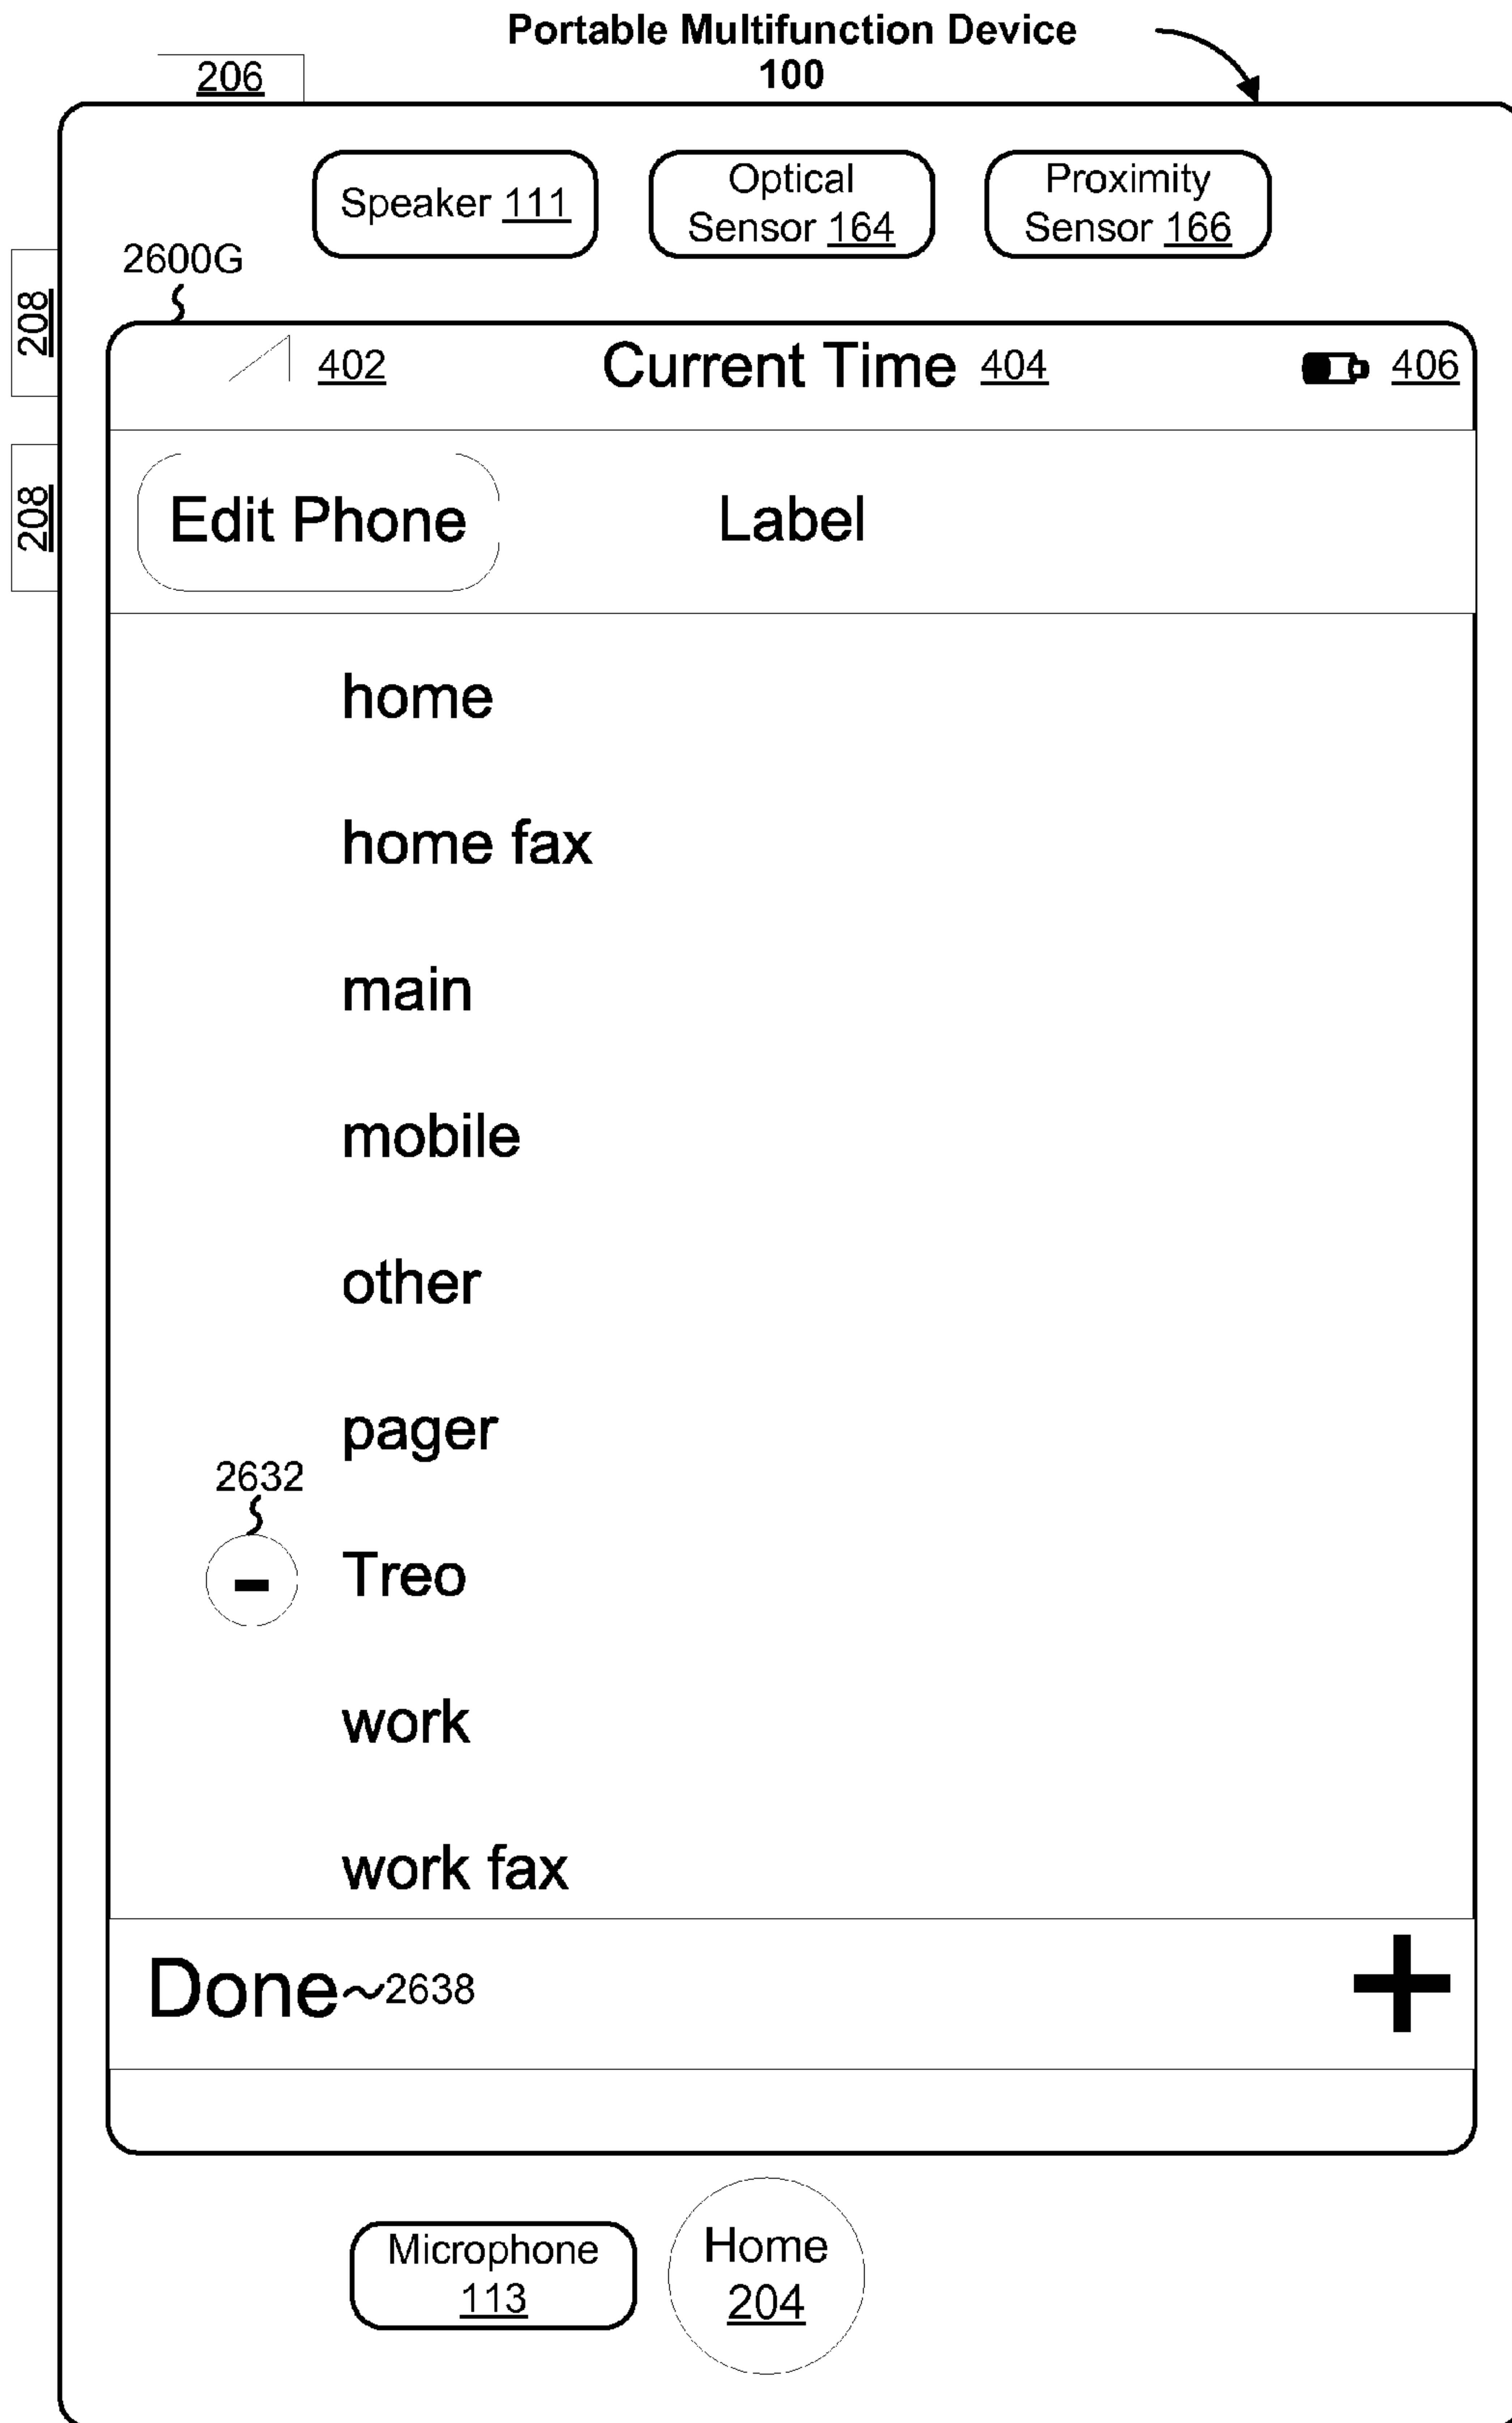 Portable Multifunction Device
100
206
Speaker 111
Optical
Sensor 164
Proximity
Sensor 166
2600G
208
402
Current Time 404
406
208
Edit Phone
Label
home
home fax
main
mobile
other
pager
2632
- Treo
work
work fax
Done~2638
+
Microphone
113
Home
204